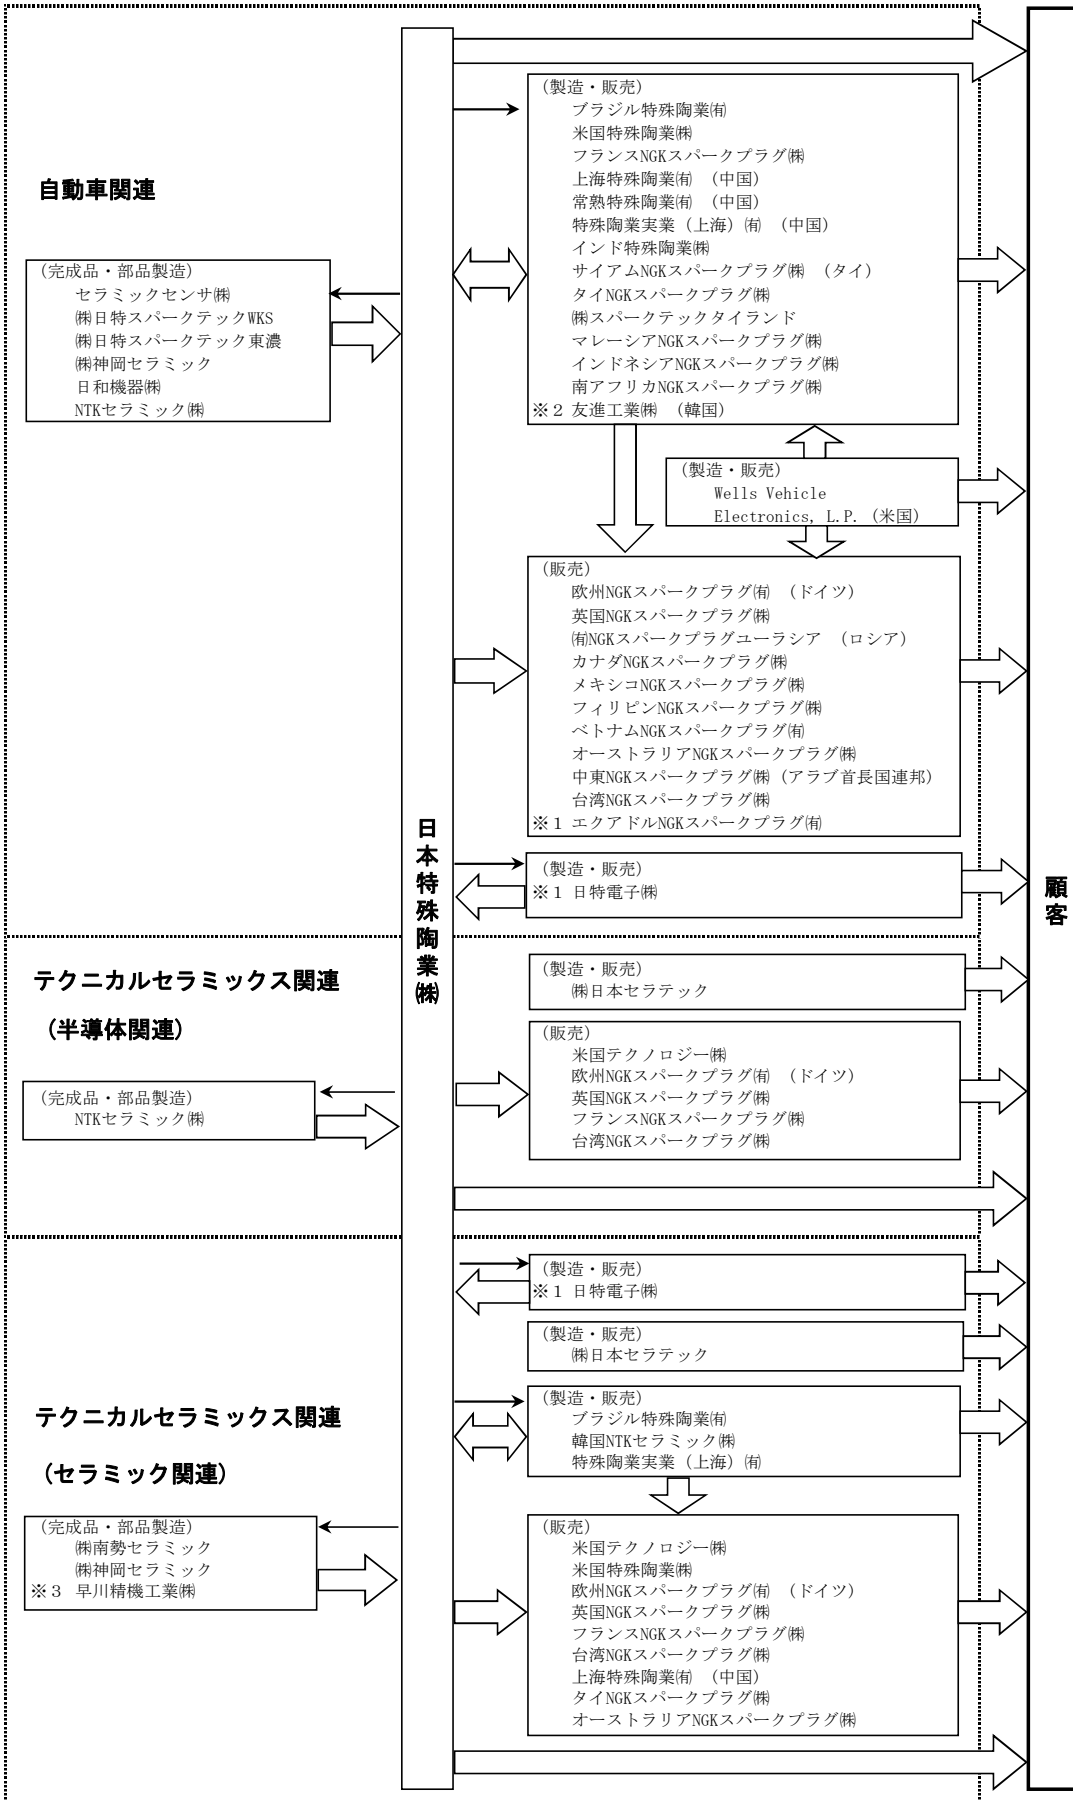 自動車関連
(完成品・部品製造)
セラミックセンサ㈱
㈱日特スパークテックWKS
㈱日特スパークテック東濃
㈱神岡セラミック
日和機器㈱
NTKセラミック㈱
日本特殊陶業㈱
(製造・販売)
ブラジル特殊陶業㈲
米国特殊陶業㈱
フランスNGKスパークプラグ㈱
上海特殊陶業㈲ (中国)
常熟特殊陶業㈲ (中国)
特殊陶業実業(上海)㈲ (中国)
インド特殊陶業㈱
サイアムNGKスパークプラグ㈱ (タイ)
タイNGKスパークプラグ㈱
㈱スパークテックタイランド
マレーシアNGKスパークプラグ㈱
インドネシアNGKスパークプラグ㈱
南アフリカNGKスパークプラグ㈱
※2 友進工業㈱ (韓国)
(製造・販売)
Wells Vehicle
Electronics, L.P. (米国)
(販売)
欧州NGKスパークプラグ㈲ (ドイツ)
英国NGKスパークプラグ㈱
㈲NGKスパークプラグユーラシア (ロシア)
カナダNGKスパークプラグ㈱
メキシコNGKスパークプラグ㈱
フィリピンNGKスパークプラグ㈱
ベトナムNGKスパークプラグ㈲
オーストラリアNGKスパークプラグ㈱
中東NGKスパークプラグ㈱ (アラブ首長国連邦)
台湾NGKスパークプラグ㈱
※1 エクアドルNGKスパークプラグ㈲
(製造・販売)
※1 日特電子㈱
顧客
テクニカルセラミックス関連
(半導体関連)
(完成品・部品製造)
NTKセラミック㈱
(製造・販売)
㈱日本セラテック
(販売)
米国テクノロジー㈱
欧州NGKスパークプラグ㈲ (ドイツ)
英国NGKスパークプラグ㈱
フランスNGKスパークプラグ㈱
台湾NGKスパークプラグ㈱
テクニカルセラミックス関連
(セラミック関連)
(完成品・部品製造)
㈱南勢セラミック
㈱神岡セラミック
※3 早川精機工業㈱
(製造・販売)
※1 日特電子㈱
(製造・販売)
㈱日本セラテック
(製造・販売)
ブラジル特殊陶業㈲
韓国NTKセラミック㈱
特殊陶業実業(上海)㈲
(販売)
米国テクノロジー㈱
米国特殊陶業㈱
欧州NGKスパークプラグ㈲ (ドイツ)
英国NGKスパークプラグ㈱
フランスNGKスパークプラグ㈱
台湾NGKスパークプラグ㈱
上海特殊陶業㈲ (中国)
タイNGKスパークプラグ㈱
オーストラリアNGKスパークプラグ㈱